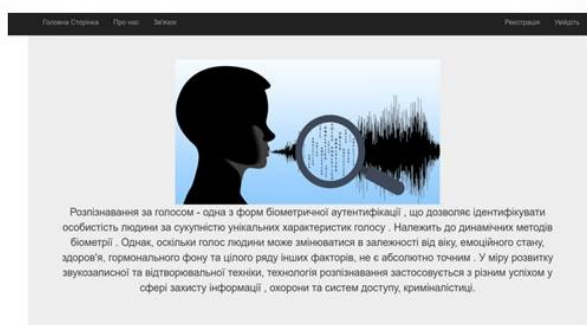 Головна Сторінка Про нас Зв'язок Реєстрація Увійдіть
Розпізнавання за голосом - одна з форм біометричної аутентифікації , що дозволяє ідентифікувати
особистість людини за сукупністю унікальних характеристик голосу . Належить до динамічних методів
біометрії . Однак, оскільки голос людини може змінюватися в залежності від віку, емоційного стану,
здоров'я, гормонального фону та цілого ряду інших факторів, не є абсолютно точним . У міру розвитку
звукозаписної та відтворювальної техніки, технологія розпізнавання застосовується з різним успіхом у
сфері захисту інформації , охорони та систем доступу, криміналістиці.